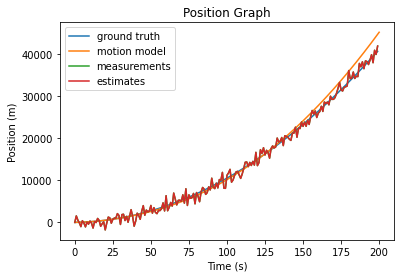 Position Graph
ground truth
motion model
measurements
estimates
Position (m)
40000
30000
20000
10000
0
0 25 50 75 100 125 150 175 200
Time (s)